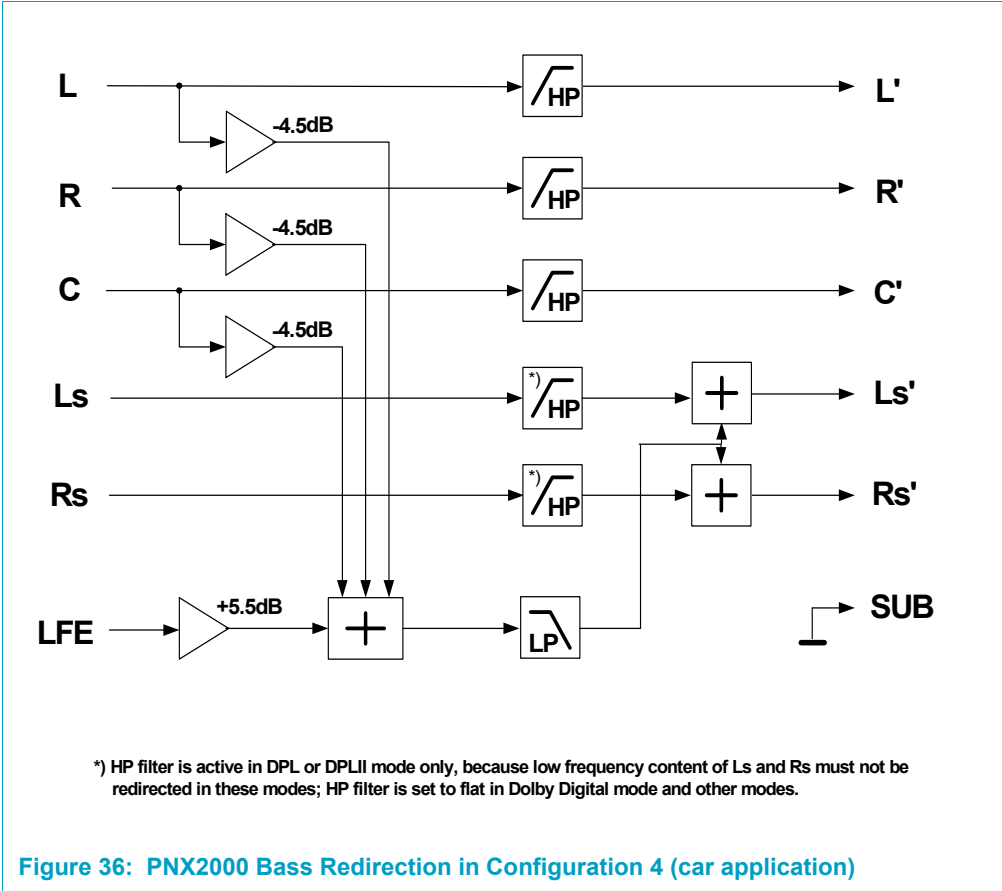 L
HP
L'
-4.5dB
R
HP
R'
-4.5dB
C
HP
C'
-4.5dB
Ls
*)
HP
+
Ls'
Rs
*)
HP
+
Rs'
LFE
+5.5dB
+
LP
SUB
*) HP filter is active in DPL or DPLII mode only, because low frequency content of Ls and Rs must not be
redirected in these modes; HP filter is set to flat in Dolby Digital mode and other modes.
Figure 36: PNX2000 Bass Redirection in Configuration 4 (car application)